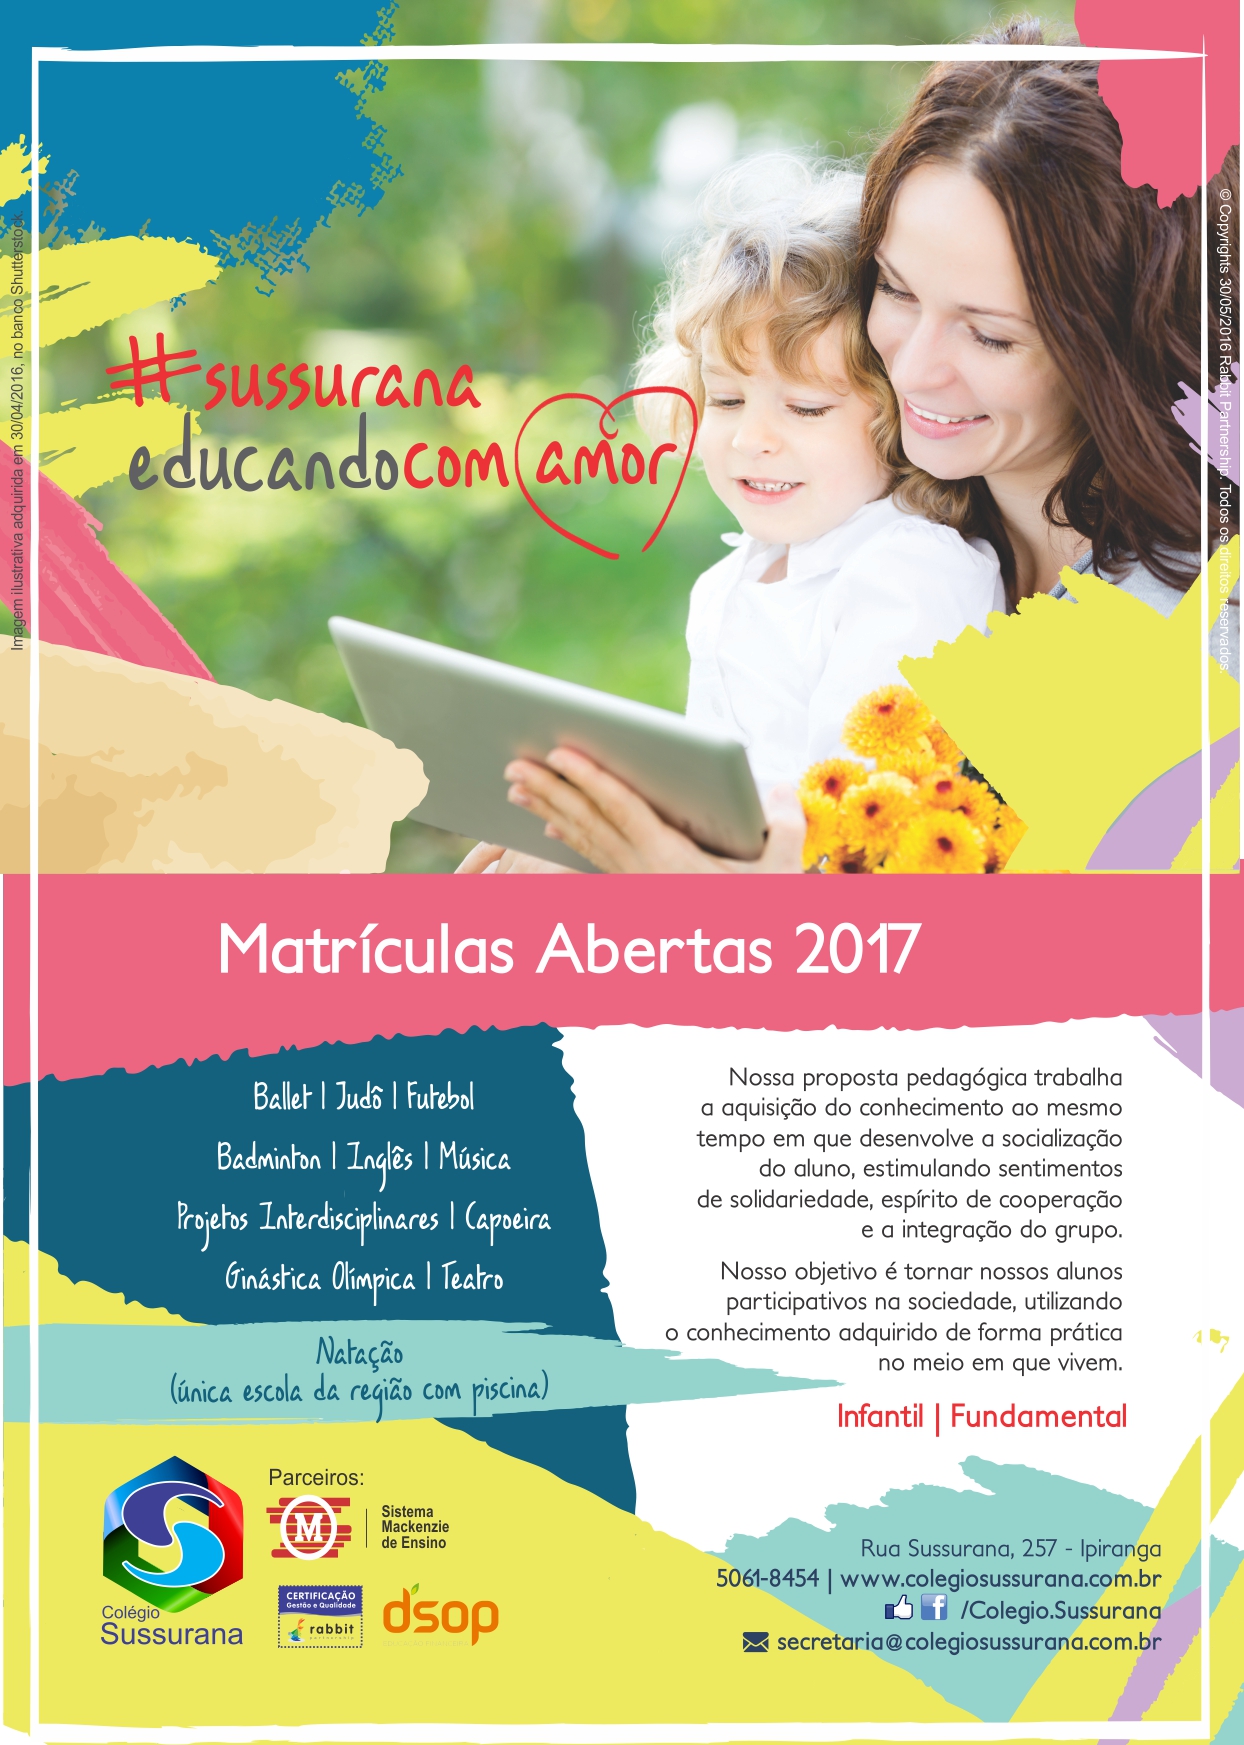 Imagem ilustrativa adquirida em 30/04/2016, no banco Shutterstock.
© Copyrights 30/05/2016 Rabbit Partnership. Todos os direitos reservados.
#sussurana
educandocom amor
Matrículas Abertas 2017
Ballet | Judô | Futebol
Badminton | Inglês | Música
Projetos Interdisciplinares | Capoeira
Ginástica Olímpica | Teatro
Natação
(única escola da região com piscina)
Nossa proposta pedagógica trabalha
a aquisição do conhecimento ao mesmo
tempo em que desenvolve a socialização
do aluno, estimulando sentimentos
de solidariedade, espírito de cooperação
e a integração do grupo.
Nosso objetivo é tornar nossos alunos
participativos na sociedade, utilizando
o conhecimento adquirido de forma prática
no meio em que vivem.
Infantil | Fundamental
Colégio
Sussurana
Parceiros:
M
Sistema
Mackenzie
de Ensino
CERTIFICAÇÃO
Gestão e Qualidade
rabbit
partnership
dsop
Rua Sussurana, 257 - Ipiranga
5061-8454 | www.colegiosussurana.com.br
f /Colegio.Sussurana
secretaria@colegiosussurana.com.br